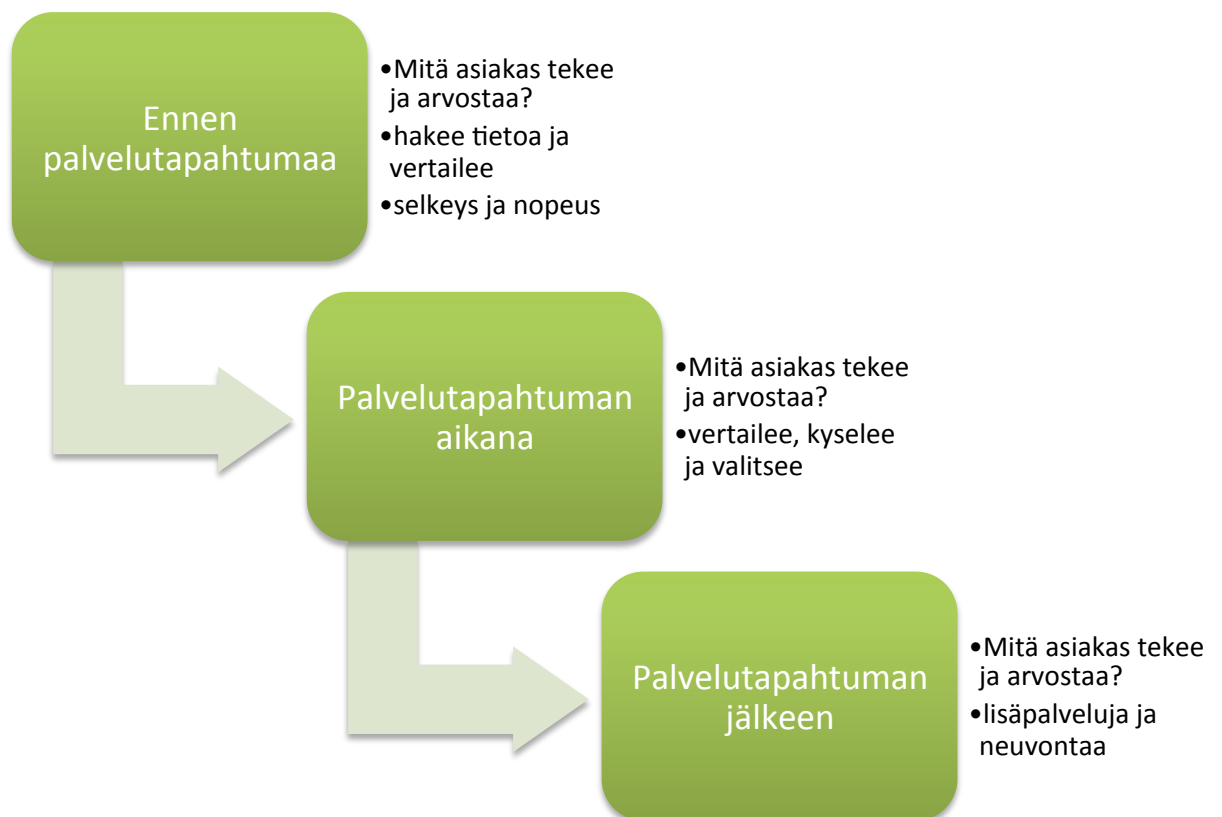 Ennen
palvelutapahtumaa
•Mitä asiakas tekee
ja arvostaa?
•hakee tietoa ja
vertailee
•selkeys ja nopeus
Palvelutapahtuman
aikana
•Mitä asiakas tekee
ja arvostaa?
•vertailee, kyselee
ja valitsee
Palvelutapahtuman
jälkeen
•Mitä asiakas tekee
ja arvostaa?
•lisäpalveluja ja
neuvontaa